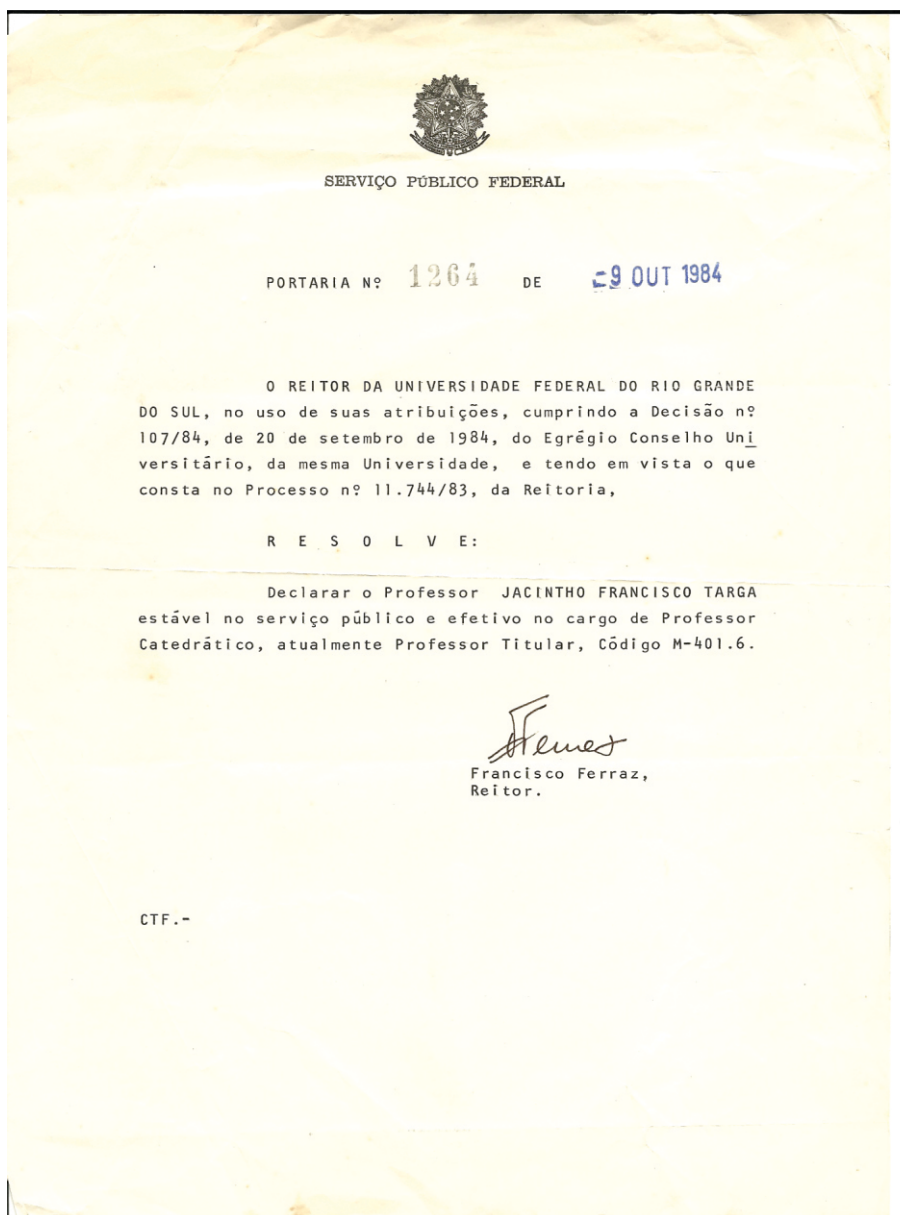 SERVIÇO PÚBLICO FEDERAL
PORTARIA Nº 1264 DE -9 OUT 1984
O REITOR DA UNIVERSIDADE FEDERAL DO RIO GRANDE
DO SUL, no uso de suas atribuições, cumprindo a Decisão nº
107/84, de 20 de setembro de 1984, do Egrégio Conselho Uni
versitário, da mesma Universidade, e tendo em vista o que
consta no Processo nº 11.744/83, da Reitoria,
R E S O L V E:
Declarar o Professor JACINTHO FRANCISCO TARGA
estável no serviço público e efetivo no cargo de Professor
Catedrático, atualmente Professor Titular, Código M-401.6.
Francisco Ferraz,
Reitor.
CTF.-